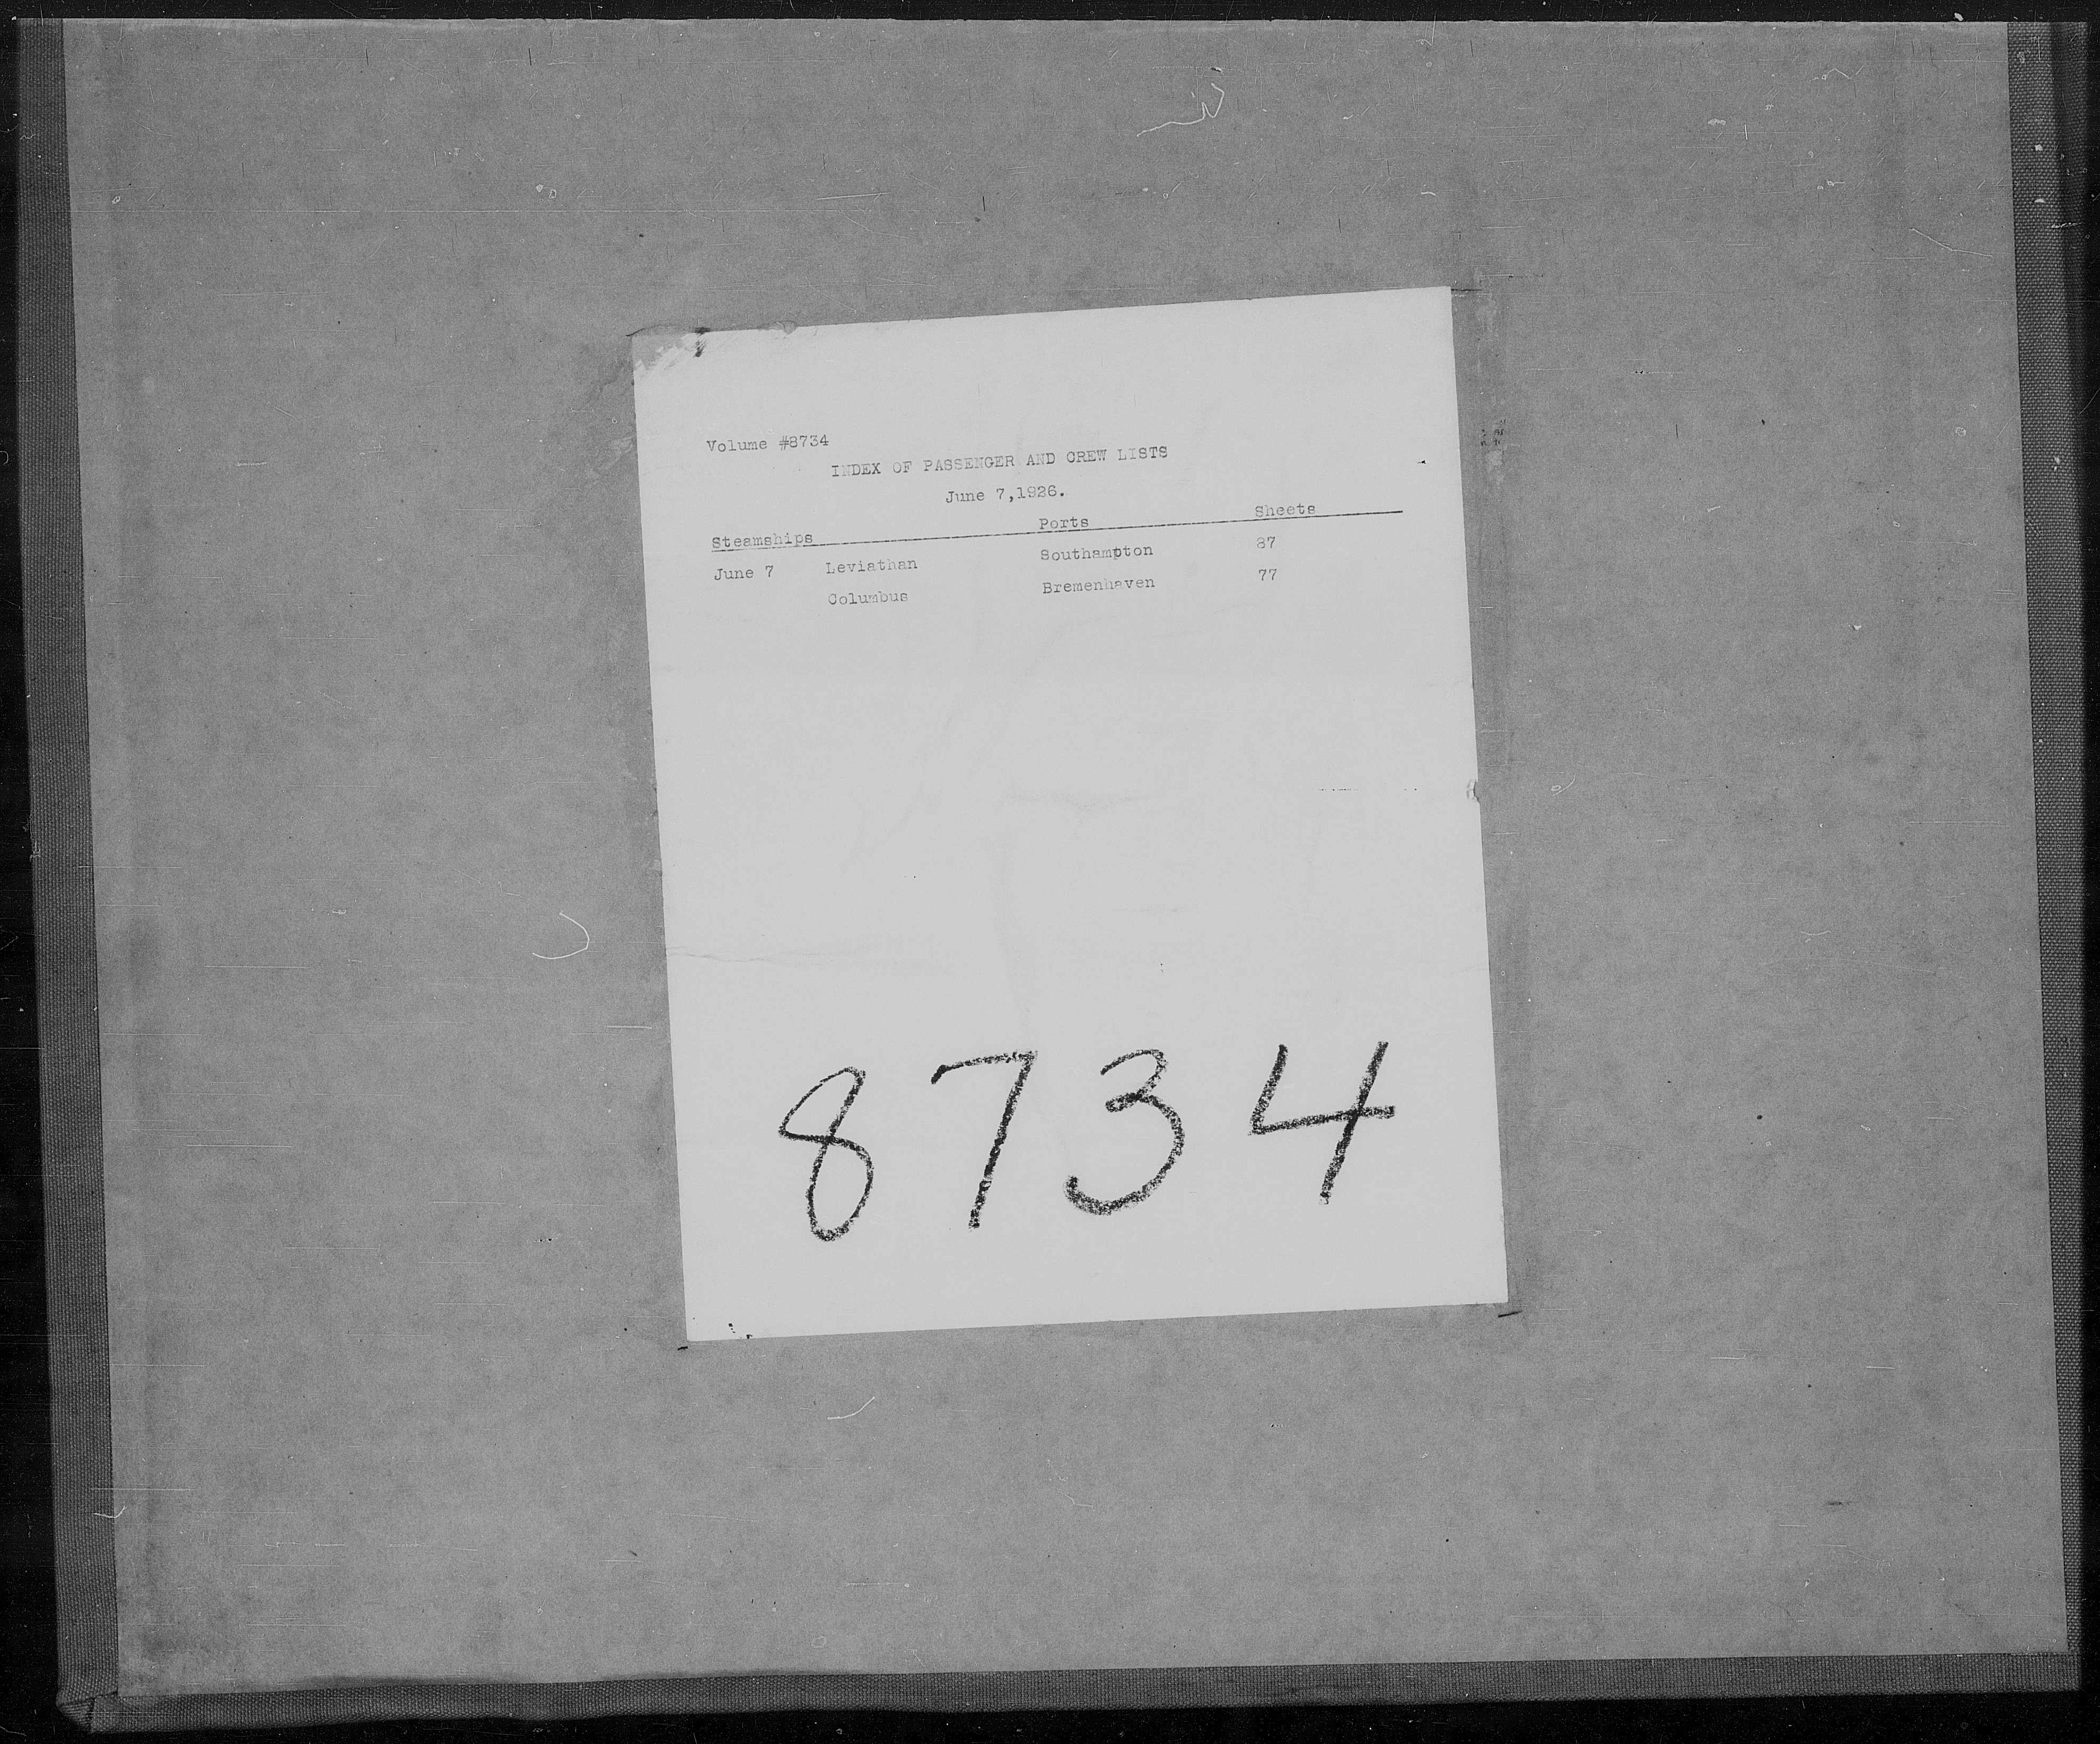 Volume #8734
INDEX OF PASSENGER AND CREW LISTS
June 7,1926.
Steamships Ports Sheets
June 7 Leviathan Southampton 87
Columbus Bremenhaven 77
8734